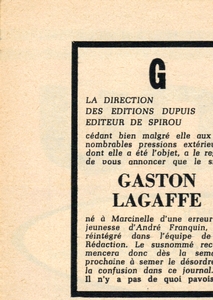 G
LA DIRECTION
DES EDITIONS DUPUIS
EDITEUR DE SPIROU
cédant bien malgré elle aux
nombrables pressions extérieu
dont elle a été l'objet, a le re
de vous annoncer que le s
GASTON
LAGAFFE
né à Marcinelle d'une erreur
jeunesse d'André Franquin,
réintégré dans l'équipe de
Rédaction. Le susnommé rec
mencera donc dès la sema
prochaine à semer le désordre
la confusion dans ce journal.
Il n'y a pas de quoi pavois